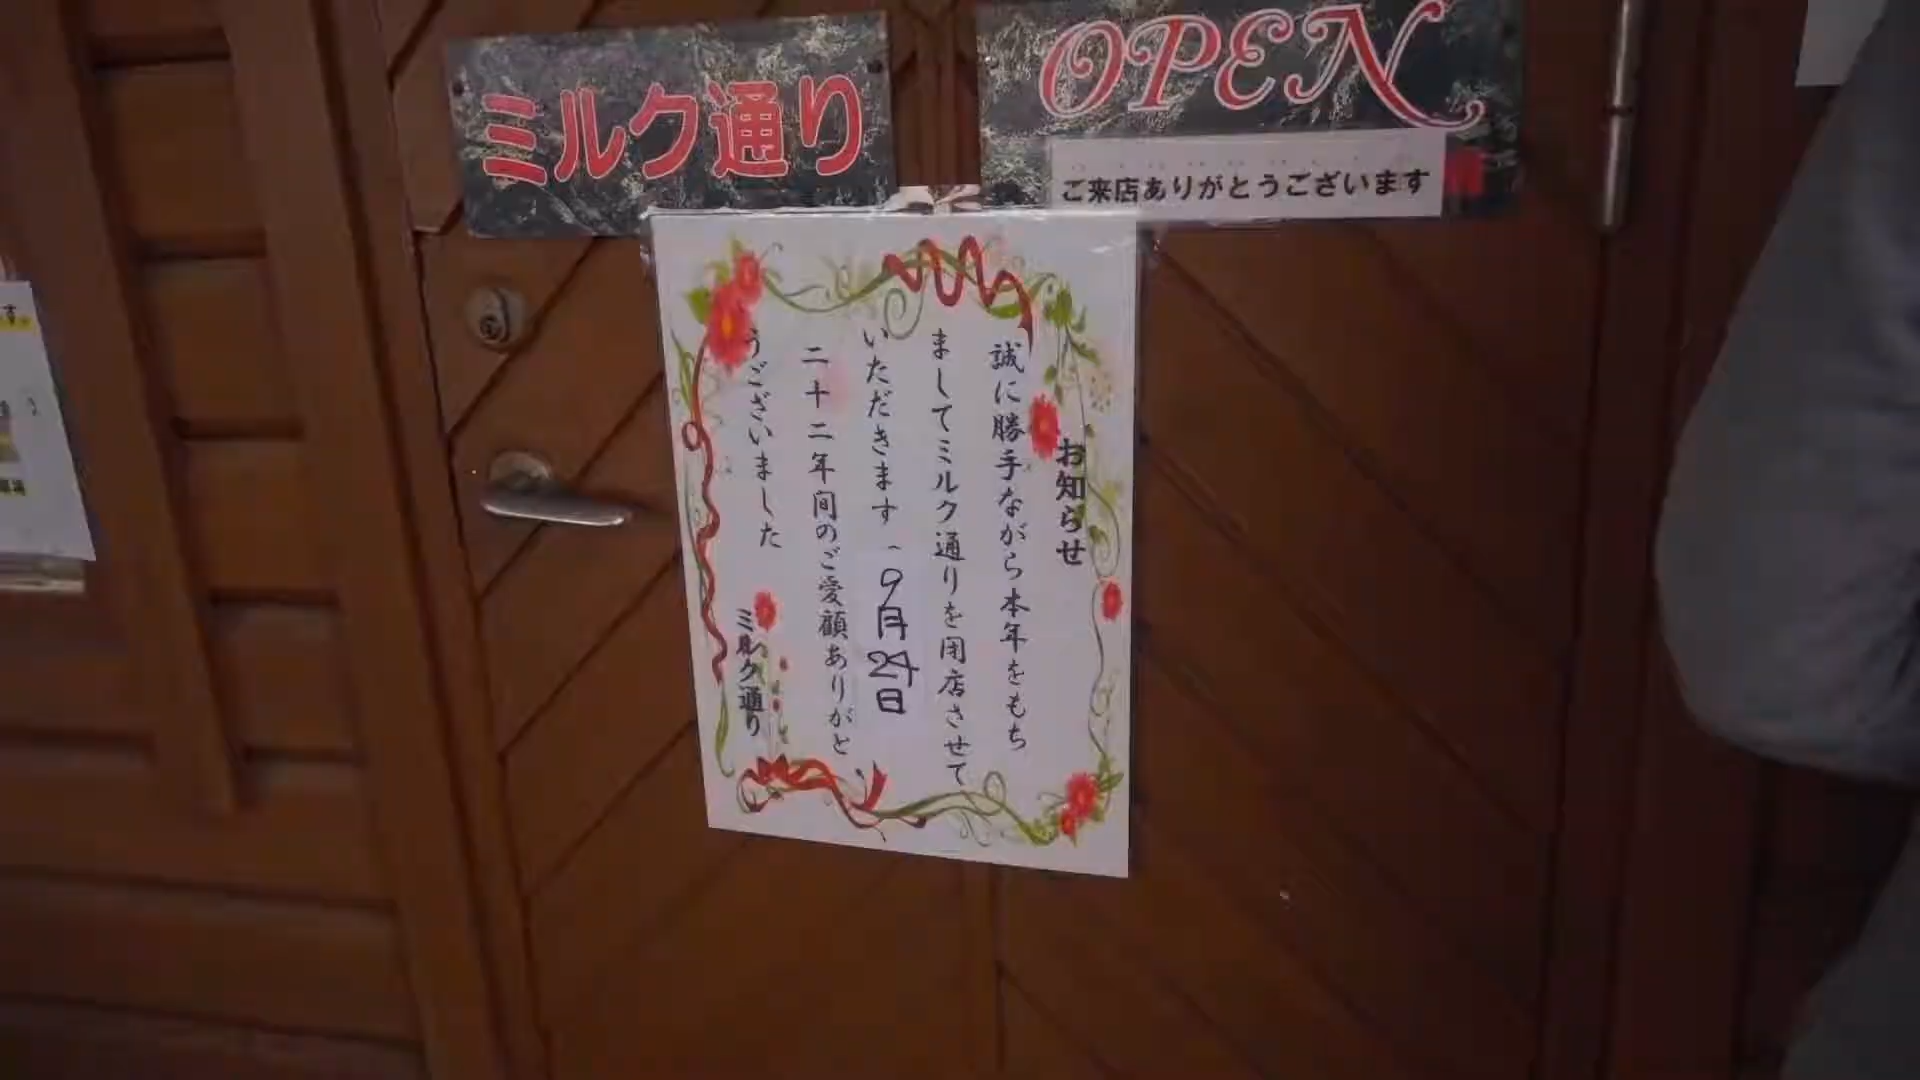 ミルク通り
OPEN
ご来店ありがとうございます
お知らせ
誠に勝手ながら本年をもち
ましてミルク通りを閉店させて
いただきます 9月24日
二十二年間のご愛顧ありがと
うございました
ミルク通り